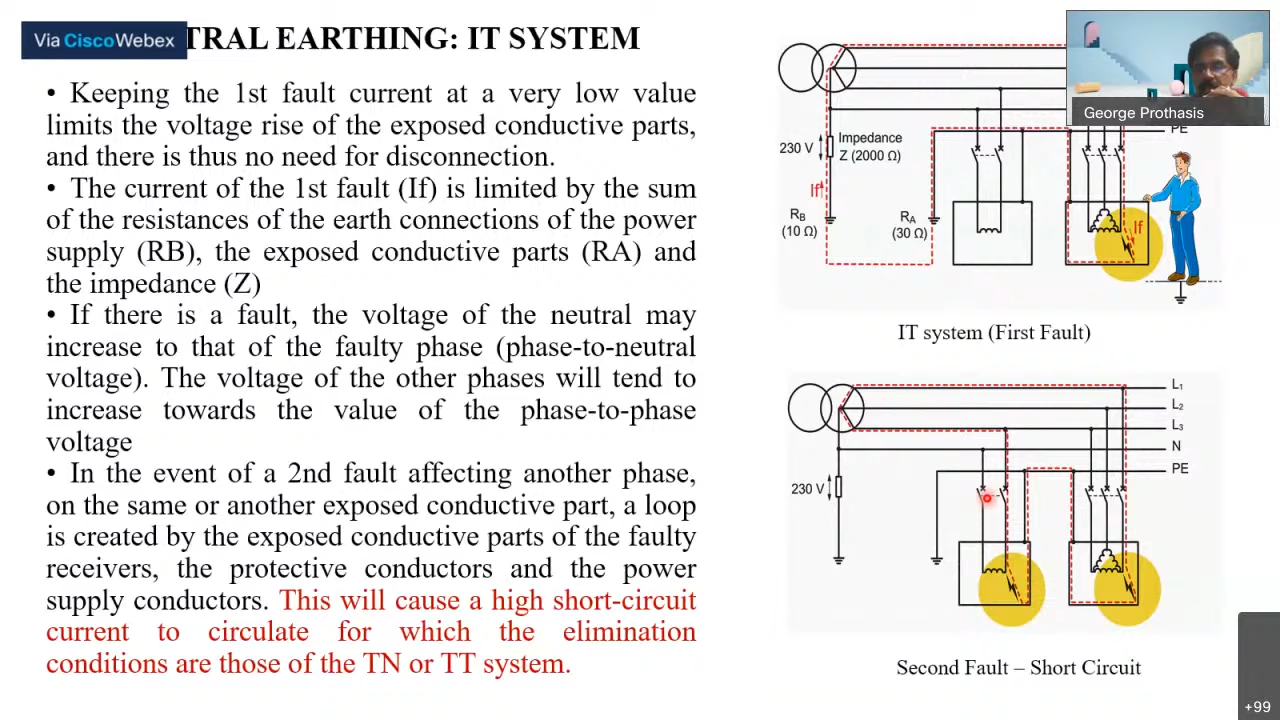 Via CiscoWebex
TRAL EARTHING: IT SYSTEM
• Keeping the 1st fault current at a very low value
limits the voltage rise of the exposed conductive parts,
and there is thus no need for disconnection.
• The current of the 1st fault (If) is limited by the sum
of the resistances of the earth connections of the power
supply (RB), the exposed conductive parts (RA) and
the impedance (Z)
• If there is a fault, the voltage of the neutral may
increase to that of the faulty phase (phase-to-neutral
voltage). The voltage of the other phases will tend to
increase towards the value of the phase-to-phase
voltage
• In the event of a 2nd fault affecting another phase,
on the same or another exposed conductive part, a loop
is created by the exposed conductive parts of the faulty
receivers, the protective conductors and the power
supply conductors. This will cause a high short-circuit
current to circulate for which the elimination
conditions are those of the TN or TT system.
George Prothasis
PE
230 V
Impedance
Z (2000 Ω)
If
RB
(10 Ω)
RA
(30 Ω)
If
IT system (First Fault)
L1
L2
L3
N
PE
230 V
Second Fault – Short Circuit
+99